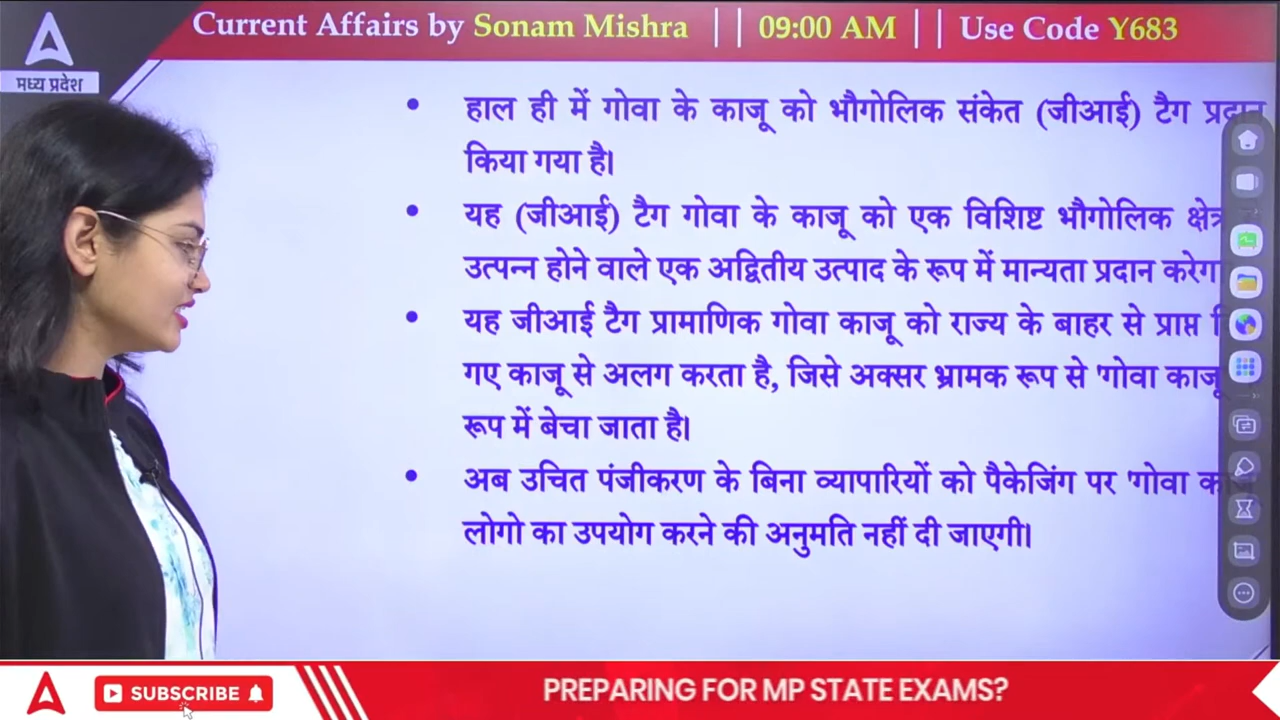 Current Affairs by Sonam Mishra || 09:00 AM || Use Code Y683
मध्य प्रदेश
• हाल ही में गोवा के काजू को भौगोलिक संकेत (जीआई) टैग प्रदान
किया गया है।
• यह (जीआई) टैग गोवा के काजू को एक विशिष्ट भौगोलिक क्षेत्र
उत्पन्न होने वाले एक अद्वितीय उत्पाद के रूप में मान्यता प्रदान करेगा
• यह जीआई टैग प्रामाणिक गोवा काजू को राज्य के बाहर से प्राप्त
गए काजू से अलग करता है, जिसे अक्सर भ्रामक रूप से 'गोवा काजू
रूप में बेचा जाता है।
• अब उचित पंजीकरण के बिना व्यापारियों को पैकेजिंग पर 'गोवा
लोगो का उपयोग करने की अनुमति नहीं दी जाएगी।
SUBSCRIBE
PREPARING FOR MP STATE EXAMS?